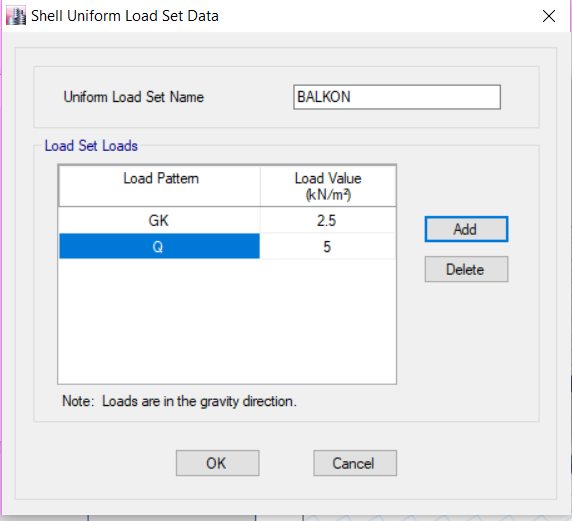 Shell Uniform Load Set Data
Uniform Load Set Name
BALKON
Load Set Loads
Load Pattern
Load Value
(kN/m²)
GK
2.5
Q
5
Add
Delete
Note: Loads are in the gravity direction.
OK
Cancel